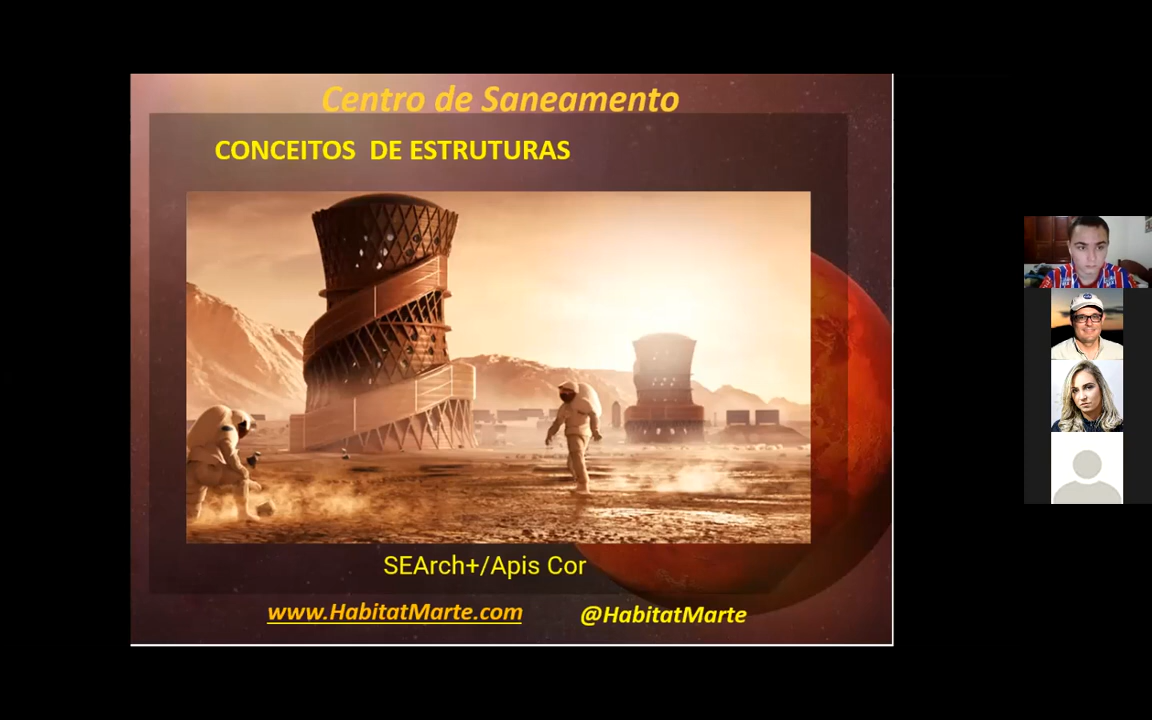 Centro de Saneamento
CONCEITOS DE ESTRUTURAS
SEArch+/Apis Cor
www.HabitatMarte.com @HabitatMarte